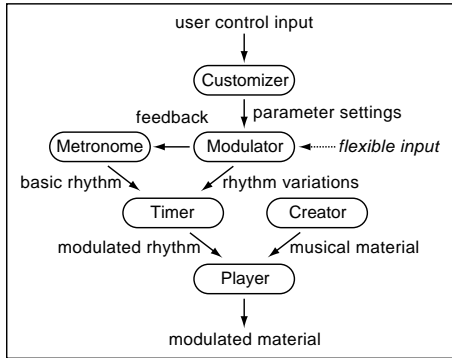 user control input
Customizer
parameter settings
feedback
Metronome
Modulator
flexible input
basic rhythm
rhythm variations
Timer
Creator
modulated rhythm
musical material
Player
modulated material